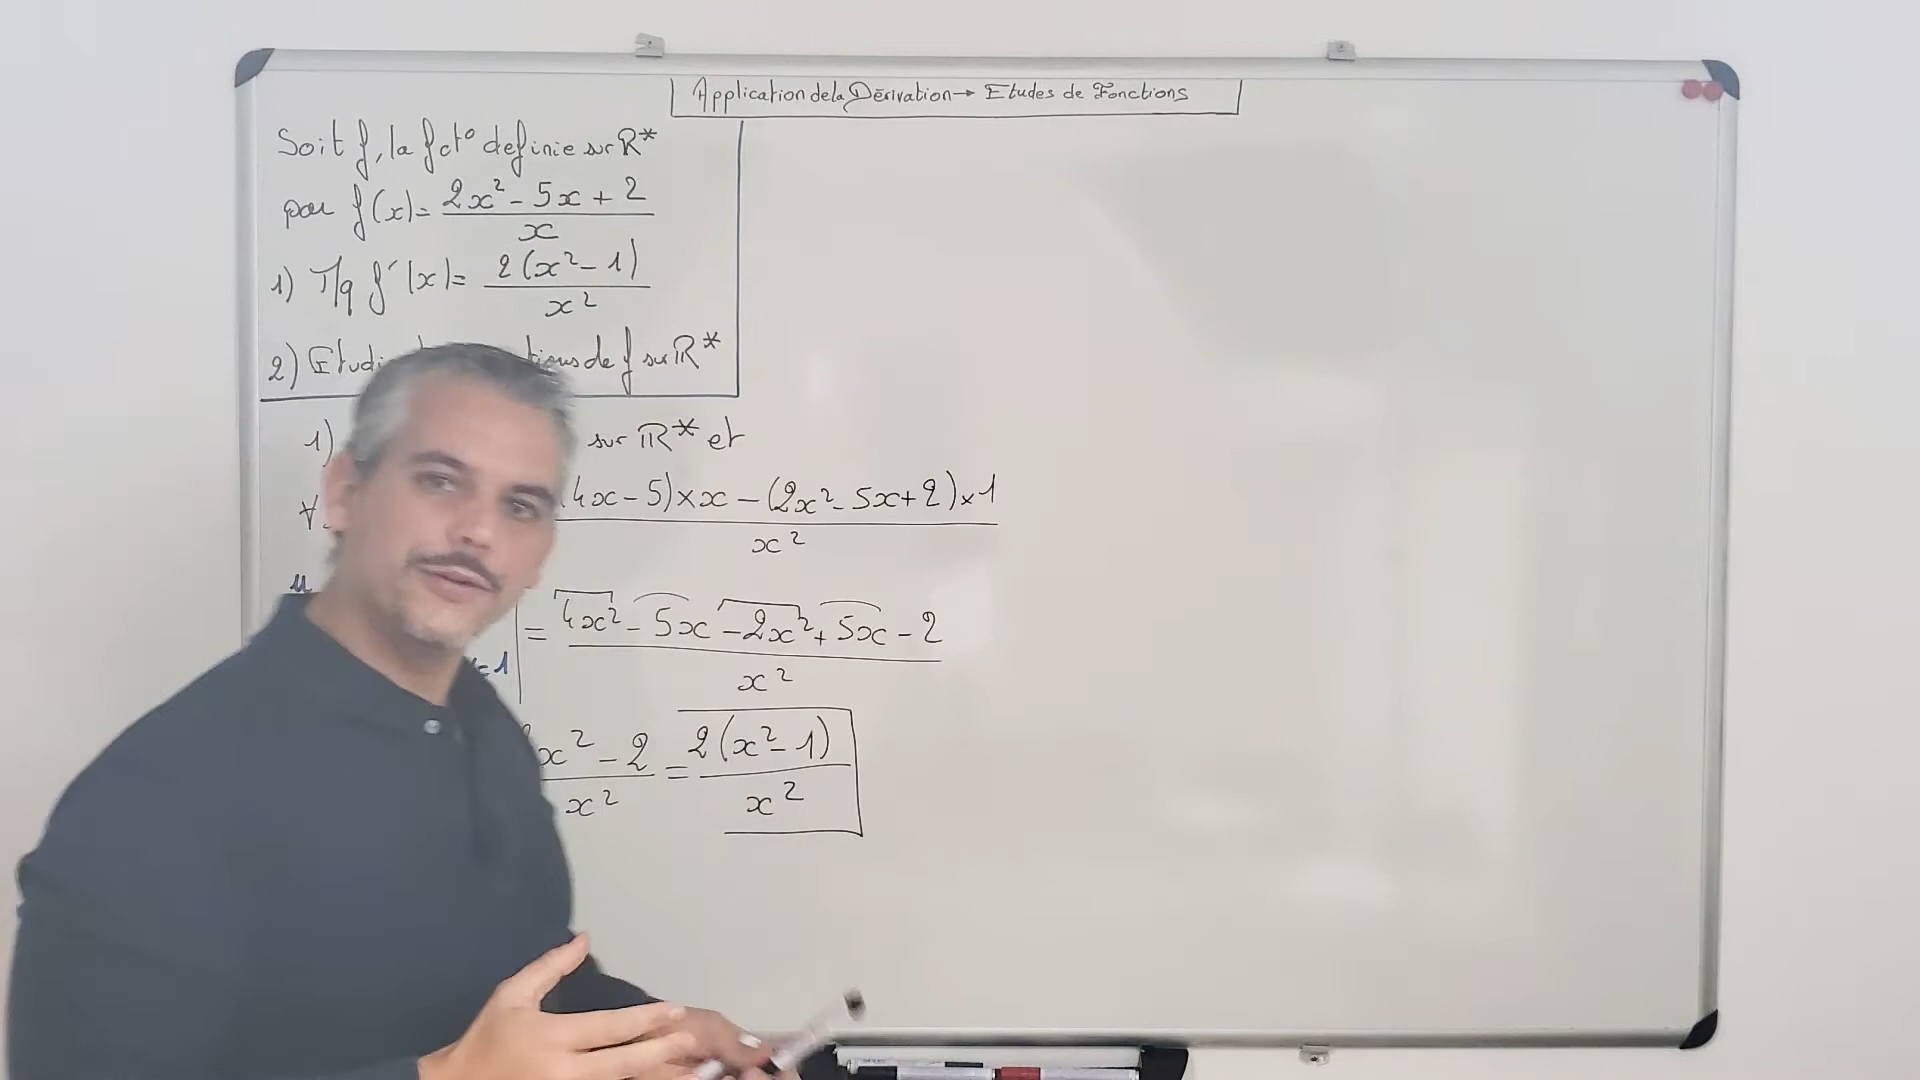 Application de la Dérivation → Etudes de Fonctions
Soit f, la fct° definie sur ℝ*
par f(x)= (2x² - 5x + 2)/x
1) T/q f'(x)= 2(x² - 1)/x²
2) de f sur ℝ*
1) sur ℝ* et
∀ 4x - 5) × x - (2x² - 5x + 2) × 1 / x²
u
= (4x² - 5x - 2x² + 5x - 2)/x²
= 1
x² - 2 / x² = 2(x² - 1)/x²